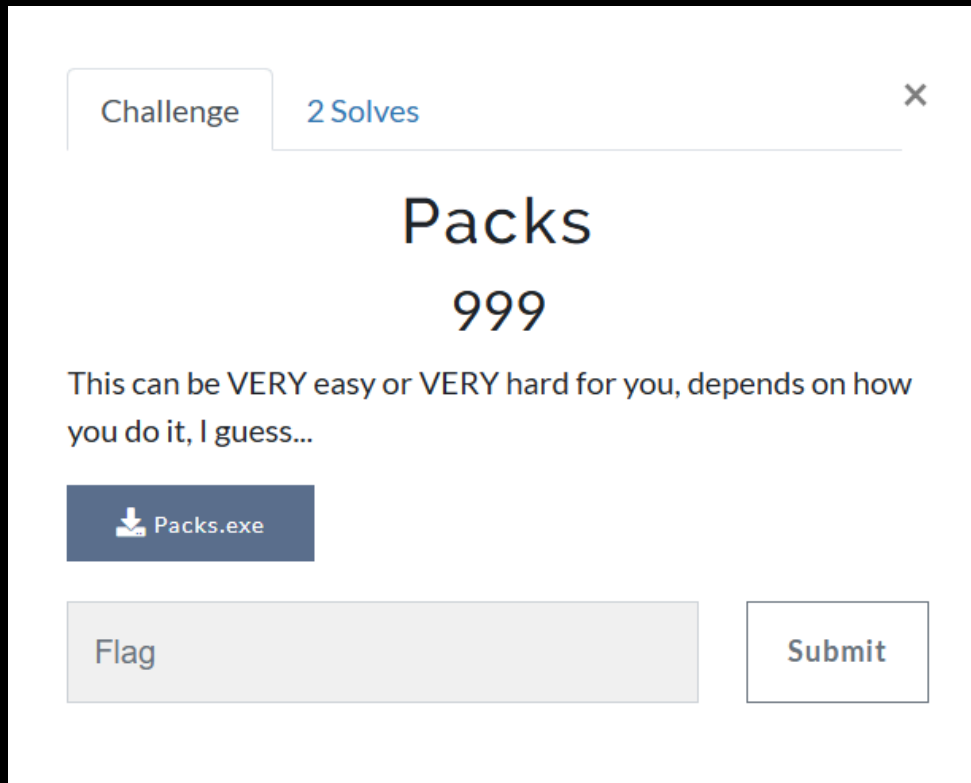 Challenge
2 Solves
×
Packs
999
This can be VERY easy or VERY hard for you, depends on how
you do it, I guess...
Packs.exe
Flag
Submit